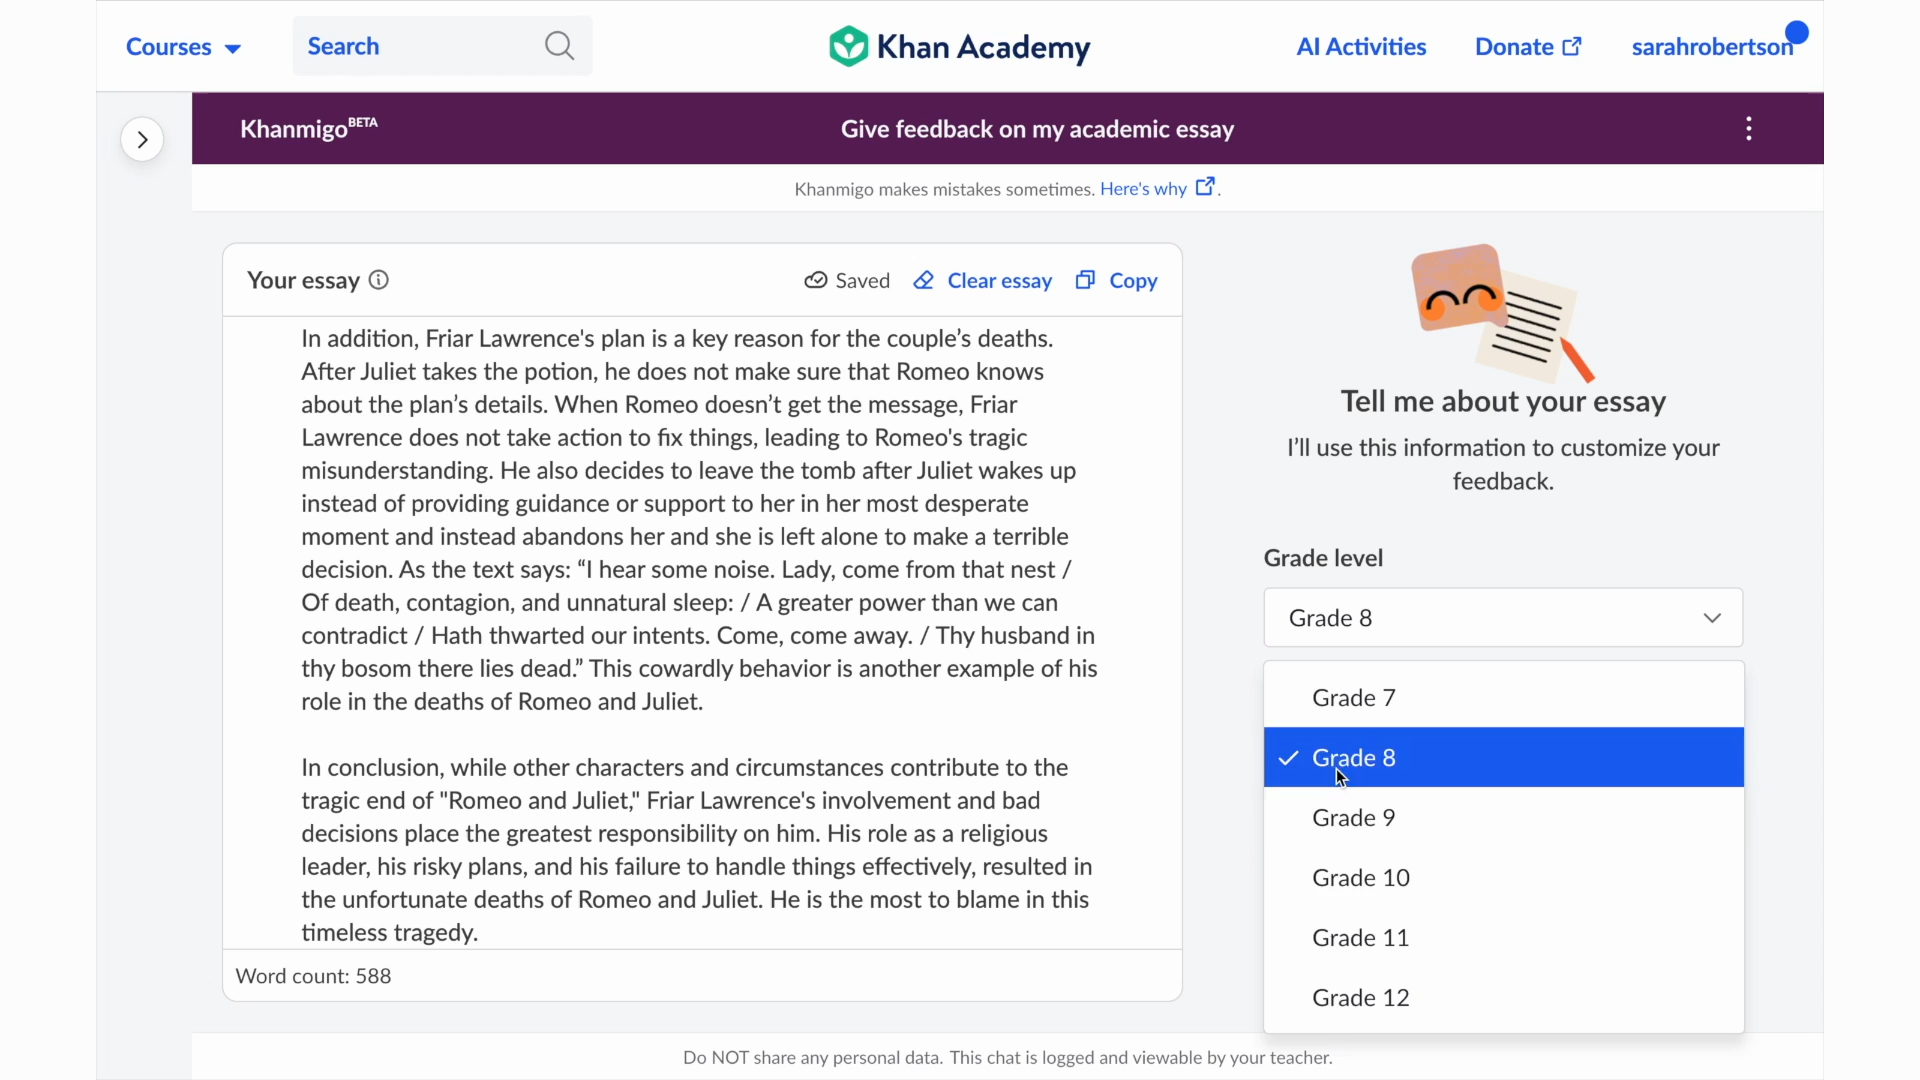 Courses
Search
Khan Academy
AI Activities
Donate
sarahrobertson
Khanmigo BETA
Give feedback on my academic essay
Khanmigo makes mistakes sometimes. Here's why.
Your essay
Saved
Clear essay
Copy
In addition, Friar Lawrence's plan is a key reason for the couple’s deaths.
After Juliet takes the potion, he does not make sure that Romeo knows
about the plan’s details. When Romeo doesn’t get the message, Friar
Lawrence does not take action to fix things, leading to Romeo's tragic
misunderstanding. He also decides to leave the tomb after Juliet wakes up
instead of providing guidance or support to her in her most desperate
moment and instead abandons her and she is left alone to make a terrible
decision. As the text says: “I hear some noise. Lady, come from that nest /
Of death, contagion, and unnatural sleep: / A greater power than we can
contradict / Hath thwarted our intents. Come, come away. / Thy husband in
thy bosom there lies dead.” This cowardly behavior is another example of his
role in the deaths of Romeo and Juliet.
In conclusion, while other characters and circumstances contribute to the
tragic end of "Romeo and Juliet," Friar Lawrence's involvement and bad
decisions place the greatest responsibility on him. His role as a religious
leader, his risky plans, and his failure to handle things effectively, resulted in
the unfortunate deaths of Romeo and Juliet. He is the most to blame in this
timeless tragedy.
Word count: 588
Tell me about your essay
I’ll use this information to customize your
feedback.
Grade level
Grade 8
Grade 7
Grade 8
Grade 9
Grade 10
Grade 11
Grade 12
Do NOT share any personal data. This chat is logged and viewable by your teacher.